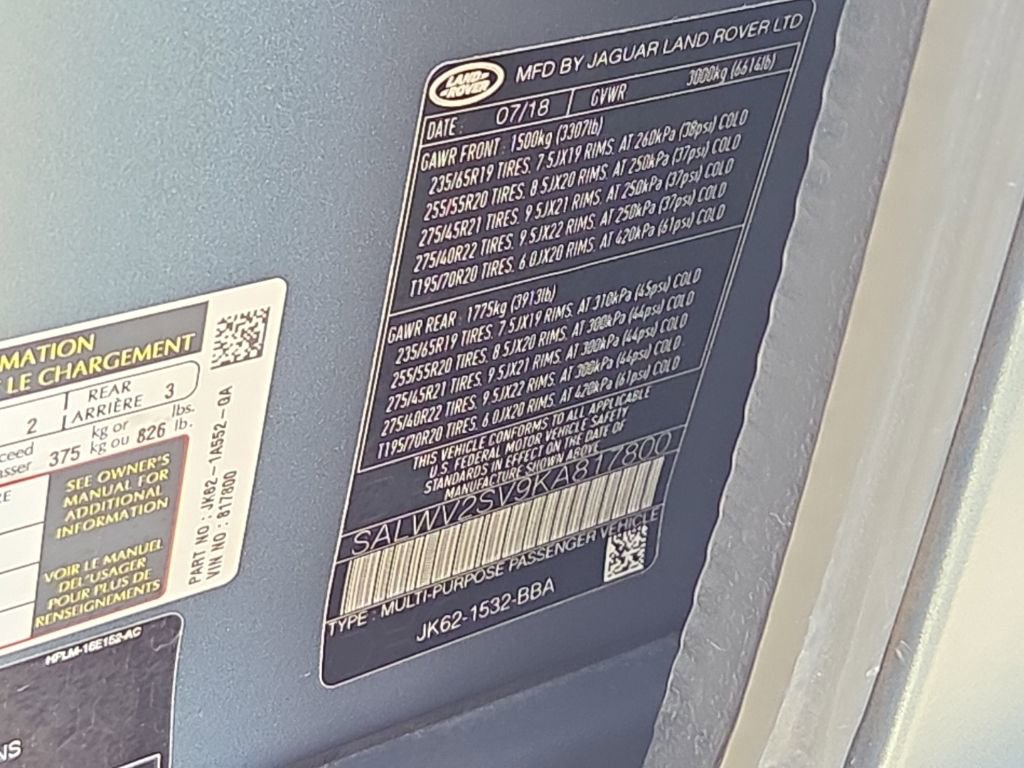 LAND ROVER
MFD BY JAGUAR LAND ROVER LTD
DATE: 07/18 GVWR 3000kg (6614lb)
GAWR FRONT: 1500kg (3307lb)
235/65R19 TIRES. 7.5JX19 RIMS. AT 260kPa (38psi) COLD
255/55R20 TIRES. 8.5JX20 RIMS. AT 250kPa (37psi) COLD
275/45R21 TIRES. 9.5JX21 RIMS. AT 250kPa (37psi) COLD
275/40R22 TIRES. 9.5JX22 RIMS. AT 250kPa (37psi) COLD
T195/70R20 TIRES. 6.0JX20 RIMS. AT 420kPa (61psi) COLD
GAWR REAR: 1775kg (3913lb)
235/65R19 TIRES. 7.5JX19 RIMS. AT 310kPa (45psi) COLD
255/55R20 TIRES. 8.5JX20 RIMS. AT 300kPa (44psi) COLD
275/45R21 TIRES. 9.5JX21 RIMS. AT 300kPa (44psi) COLD
275/40R22 TIRES. 9.5JX22 RIMS. AT 300kPa (44psi) COLD
T195/70R20 TIRES. 6.0JX20 RIMS. AT 420kPa (61psi) COLD
THIS VEHICLE CONFORMS TO ALL APPLICABLE
U.S. FEDERAL MOTOR VEHICLE SAFETY
STANDARDS IN EFFECT ON THE DATE OF
MANUFACTURE SHOWN ABOVE
SALWV2SV9KA817800
TYPE: MULTI-PURPOSE PASSENGER VEHICLE
JK62-1532-BBA
MATION
LE CHARGEMENT
2 REAR ARRIÈRE 3
ceed
asser 375 kg or kg ou 826 lbs. lb.
RE
SEE OWNER'S
MANUAL FOR
ADDITIONAL
INFORMATION
VOIR LE MANUEL
DEL'USAGER
POUR PLUS DE
RENSEIGNEMENTS
PART NO: JK62-1A552-GA
VIN NO: 817800
HPLM-16E152-AC
NS